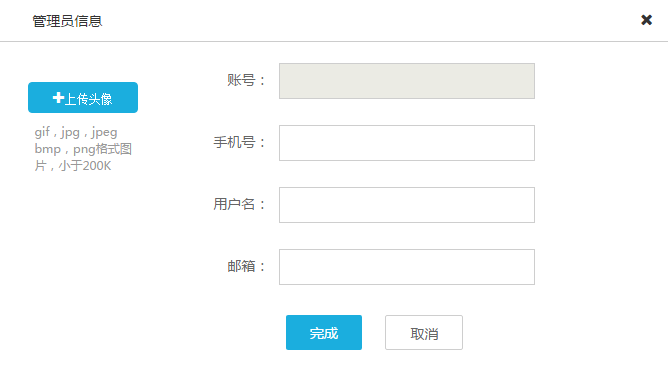 管理员信息
上传头像
gif，jpg，jpeg
bmp，png格式图
片，小于200K
账号：
手机号：
用户名：
邮箱：
完成
取消